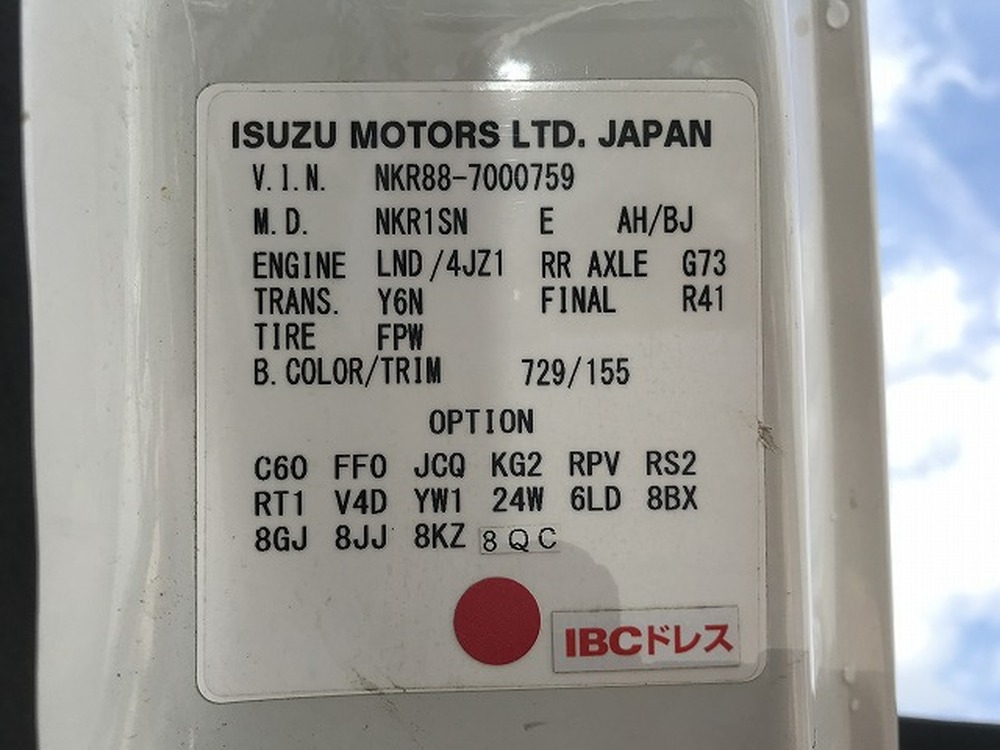 ISUZU MOTORS LTD. JAPAN
V.I.N. NKR88-7000759
M.D. NKR1SN E AH/BJ
ENGINE LND/4JZ1 RR AXLE G73
TRANS. Y6N FINAL R41
TIRE FPW
B.COLOR/TRIM 729/155
OPTION
C60 FF0 JCQ KG2 RPV RS2
RT1 V4D YW1 24W 6LD 8BX
8GJ 8JJ 8KZ 8QC
IBCドレス